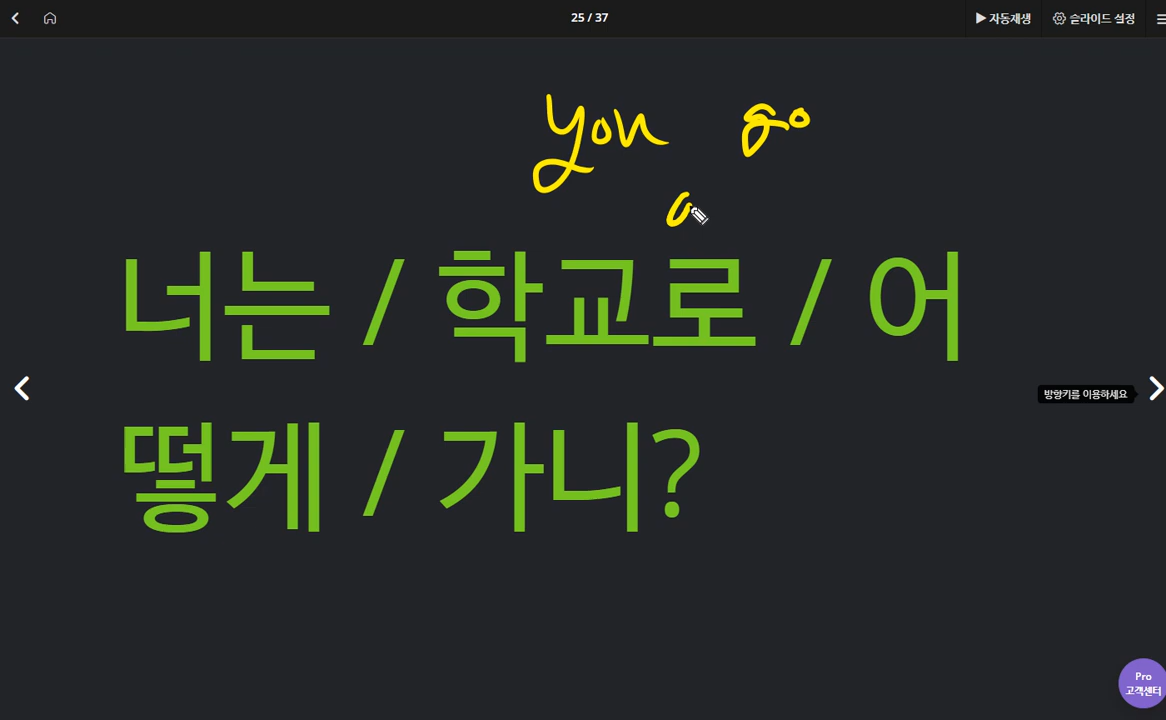 25 / 37
▶ 자동재생
슬라이드 설정
you go
너는 / 학교로 / 어
떻게 / 가니?
방향키를 이용하세요
Pro
고객센터